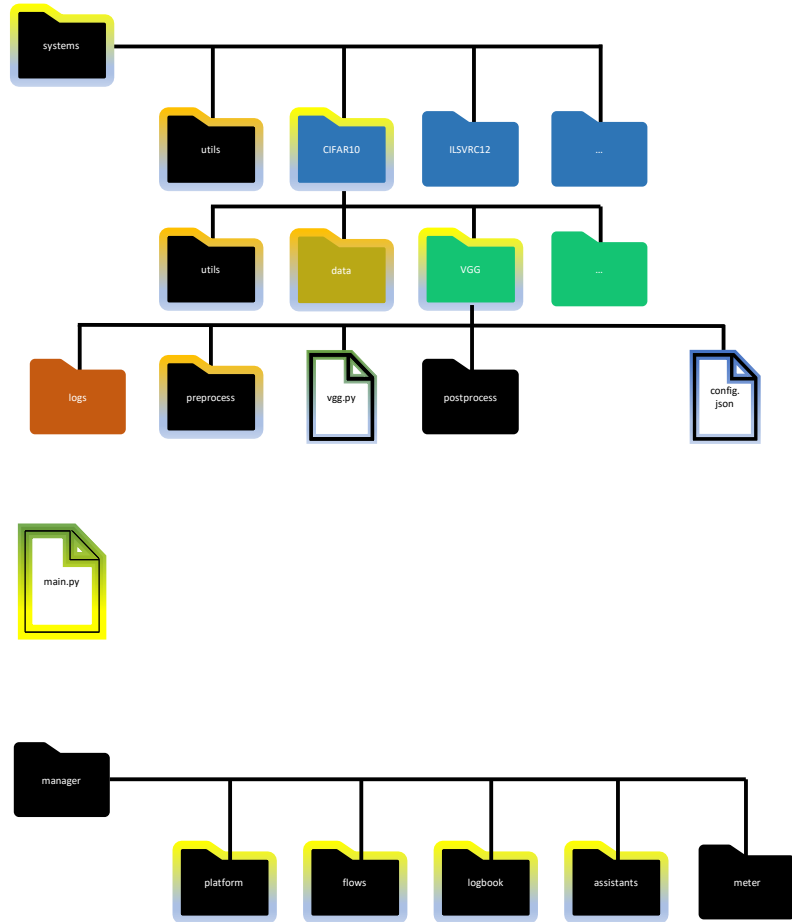 systems
utils
CIFAR10
ILSVRC12
...
utils
data
VGG
...
logs
preprocess
vgg.py
postprocess
config.
json
main.py
manager
platform
flows
logbook
assistants
meter